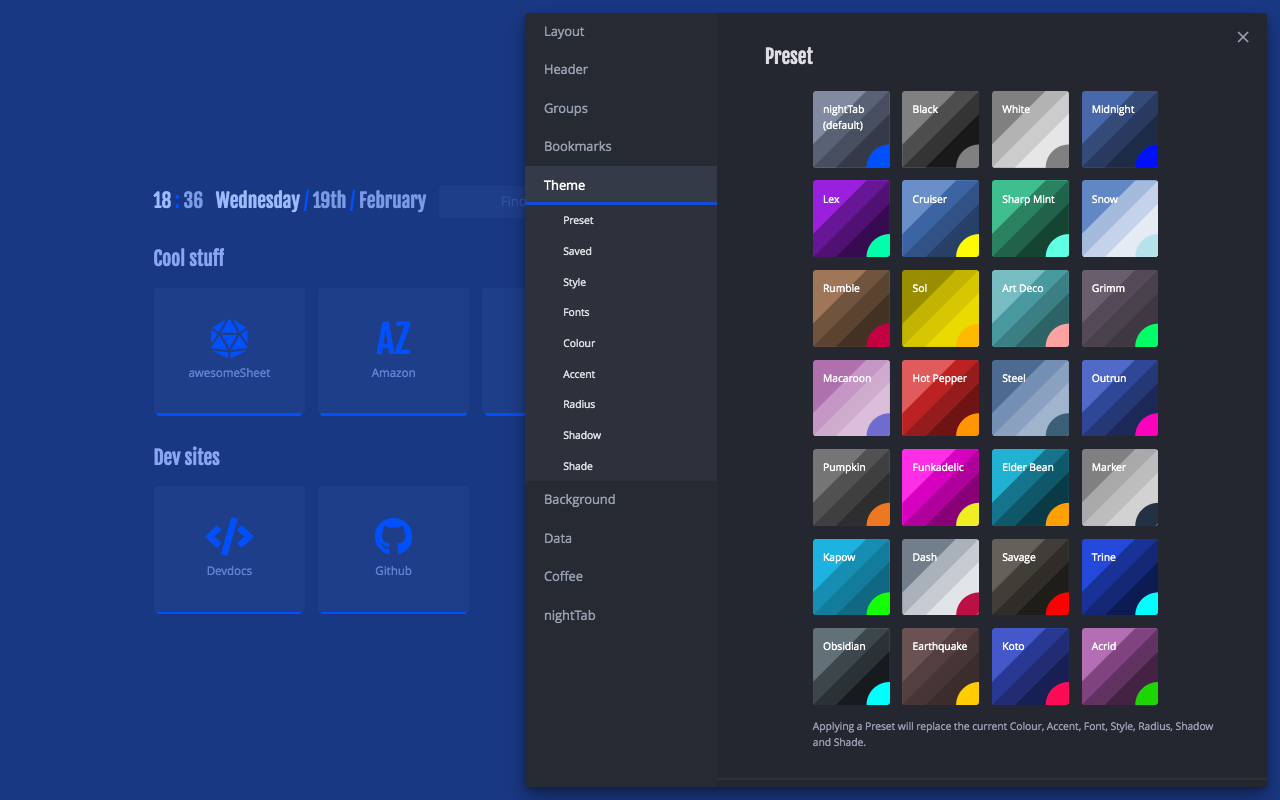 18 : 36 Wednesday / 19th / February
Find
Cool stuff
awesomeSheet
AZ
Amazon
Dev sites
Devdocs
Github
Layout
Header
Groups
Bookmarks
Theme
Preset
Saved
Style
Fonts
Colour
Accent
Radius
Shadow
Shade
Background
Data
Coffee
nightTab
Preset
nightTab
(default)
Black
White
Midnight
Lex
Cruiser
Sharp Mint
Snow
Rumble
Sol
Art Deco
Grimm
Macaroon
Hot Pepper
Steel
Outrun
Pumpkin
Funkadelic
Elder Bean
Marker
Kapow
Dash
Savage
Trine
Obsidian
Earthquake
Koto
Acrid
Applying a Preset will replace the current Colour, Accent, Font, Style, Radius, Shadow
and Shade.